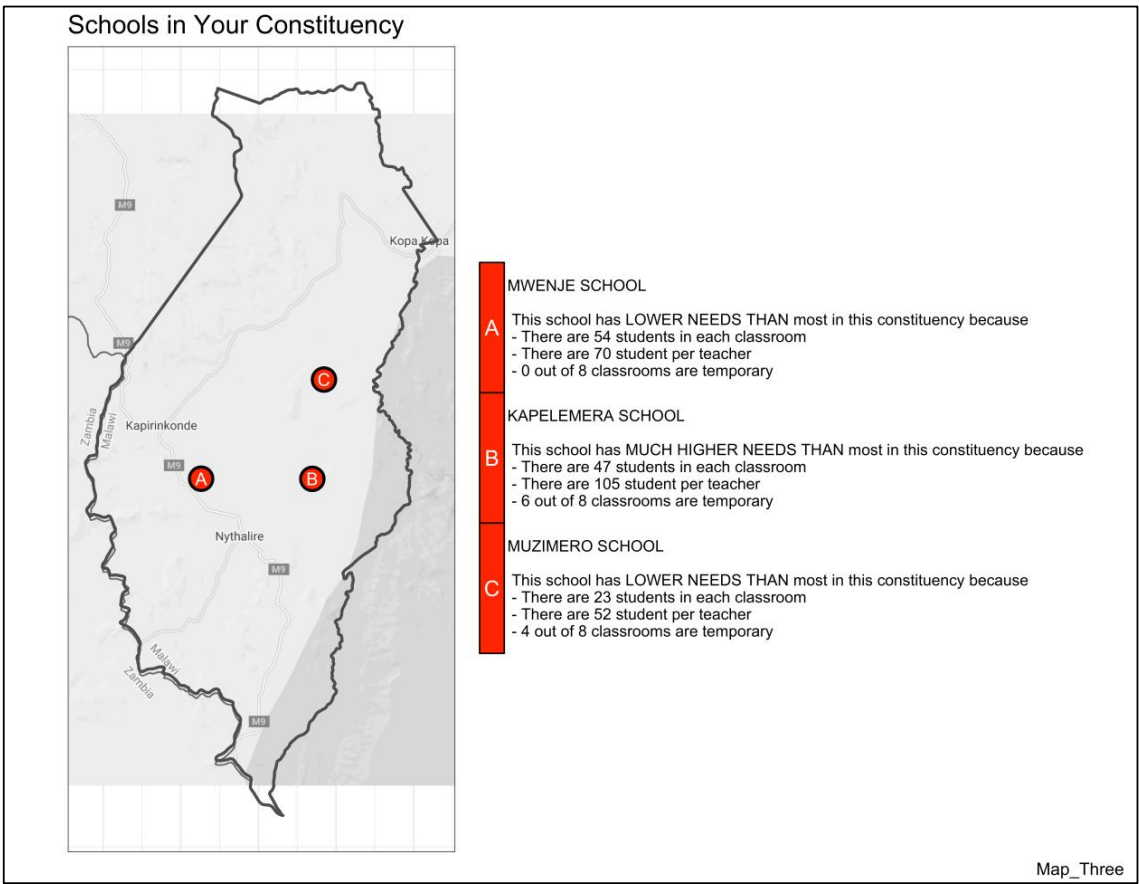 Schools in Your Constituency
M9
Kopa Kopa
M9
C
Zambia
Malawi
Kapirinkonde
M9
A
B
Nythalire
M9
Malawi
Zambia
M9
A
MWENJE SCHOOL
This school has LOWER NEEDS THAN most in this constituency because
- There are 54 students in each classroom
- There are 70 student per teacher
- 0 out of 8 classrooms are temporary
B
KAPELEMERA SCHOOL
This school has MUCH HIGHER NEEDS THAN most in this constituency because
- There are 47 students in each classroom
- There are 105 student per teacher
- 6 out of 8 classrooms are temporary
C
MUZIMERO SCHOOL
This school has LOWER NEEDS THAN most in this constituency because
- There are 23 students in each classroom
- There are 52 student per teacher
- 4 out of 8 classrooms are temporary
Map_Three